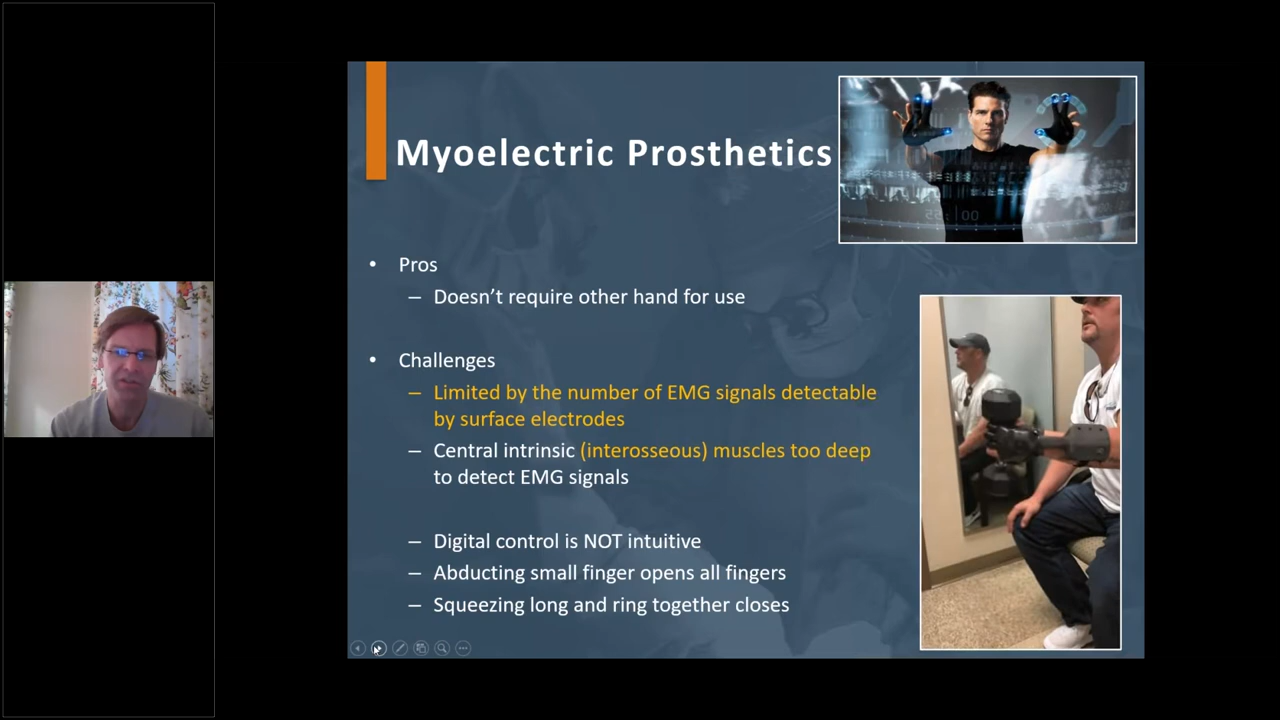 Myoelectric Prosthetics
• Pros
– Doesn’t require other hand for use
• Challenges
– Limited by the number of EMG signals detectable
by surface electrodes
– Central intrinsic (interosseous) muscles too deep
to detect EMG signals
– Digital control is NOT intuitive
– Abducting small finger opens all fingers
– Squeezing long and ring together closes